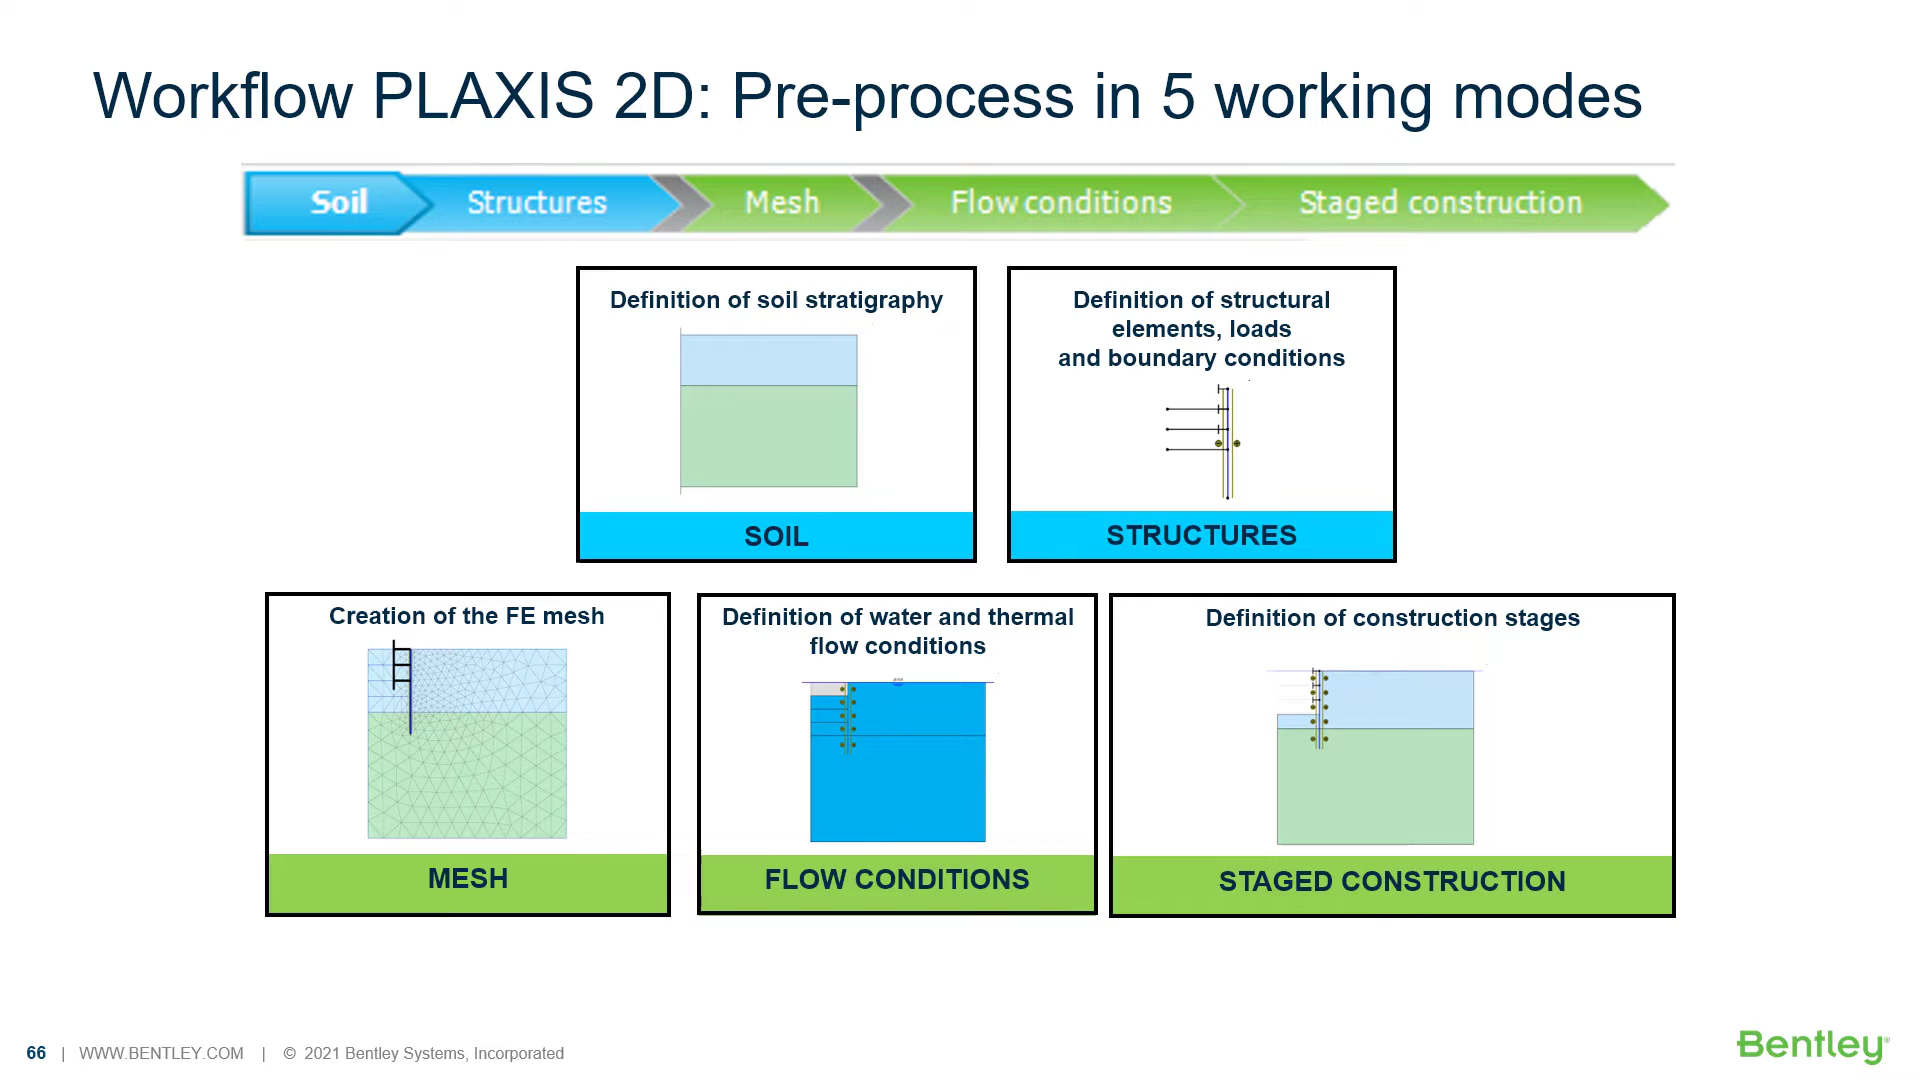 Workflow PLAXIS 2D: Pre-process in 5 working modes
Soil Structures Mesh Flow conditions Staged construction
Definition of soil stratigraphy
SOIL
Definition of structural
elements, loads
and boundary conditions
STRUCTURES
Creation of the FE mesh
MESH
Definition of water and thermal
flow conditions
FLOW CONDITIONS
Definition of construction stages
STAGED CONSTRUCTION
66 | WWW.BENTLEY.COM | © 2021 Bentley Systems, Incorporated
Bentley®